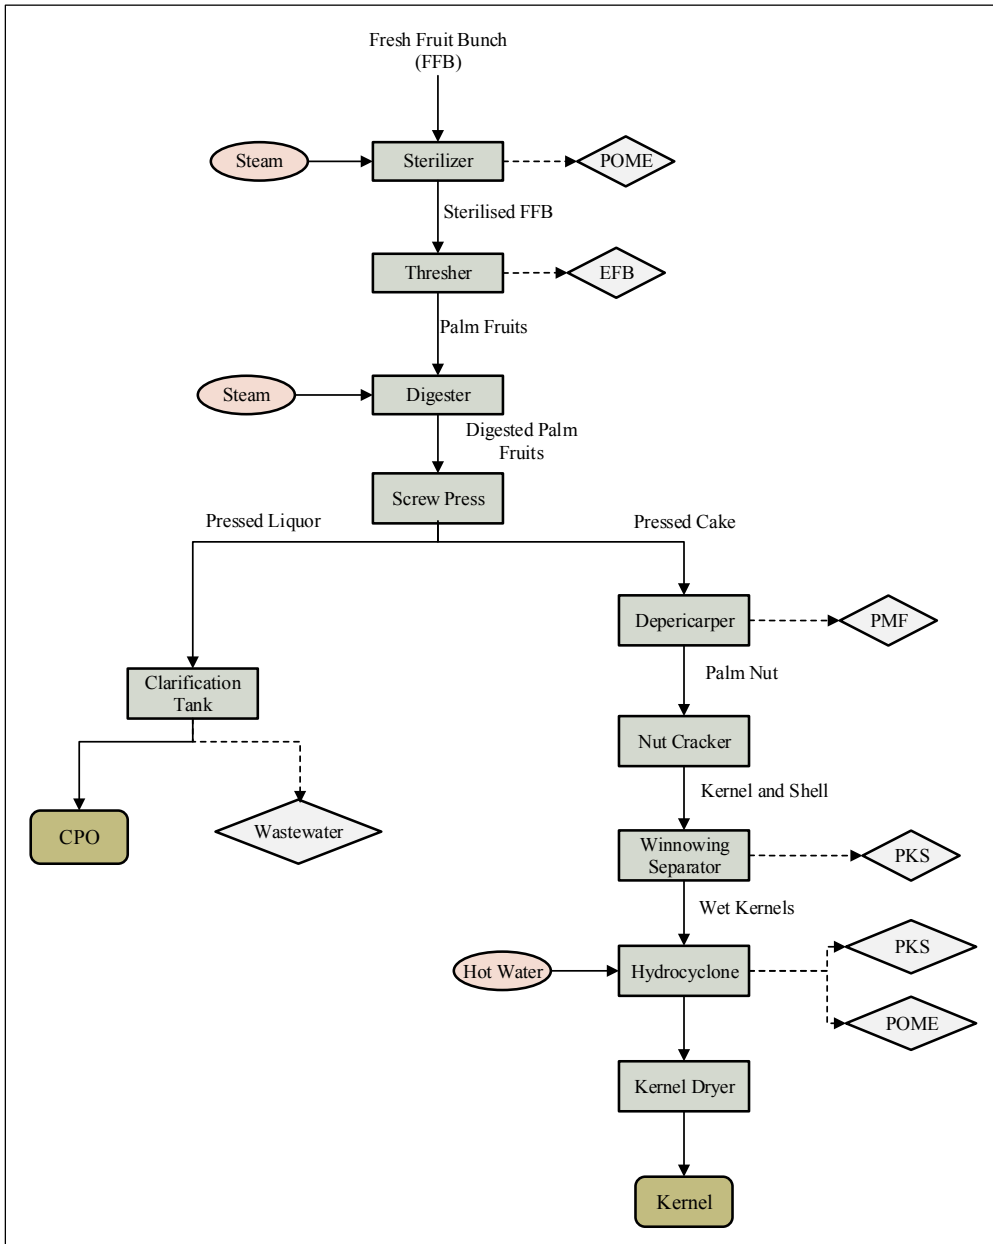 Fresh Fruit Bunch
(FFB)
Steam
Sterilizer
POME
Sterilised FFB
Thresher
EFB
Palm Fruits
Steam
Digester
Digested Palm
Fruits
Screw Press
Pressed Liquor
Pressed Cake
Depericarper
PMF
Palm Nut
Clarification
Tank
Nut Cracker
Kernel and Shell
CPO
Wastewater
Winnowing
Separator
PKS
Wet Kernels
PKS
Hot Water
Hydrocyclone
POME
Kernel Dryer
Kernel